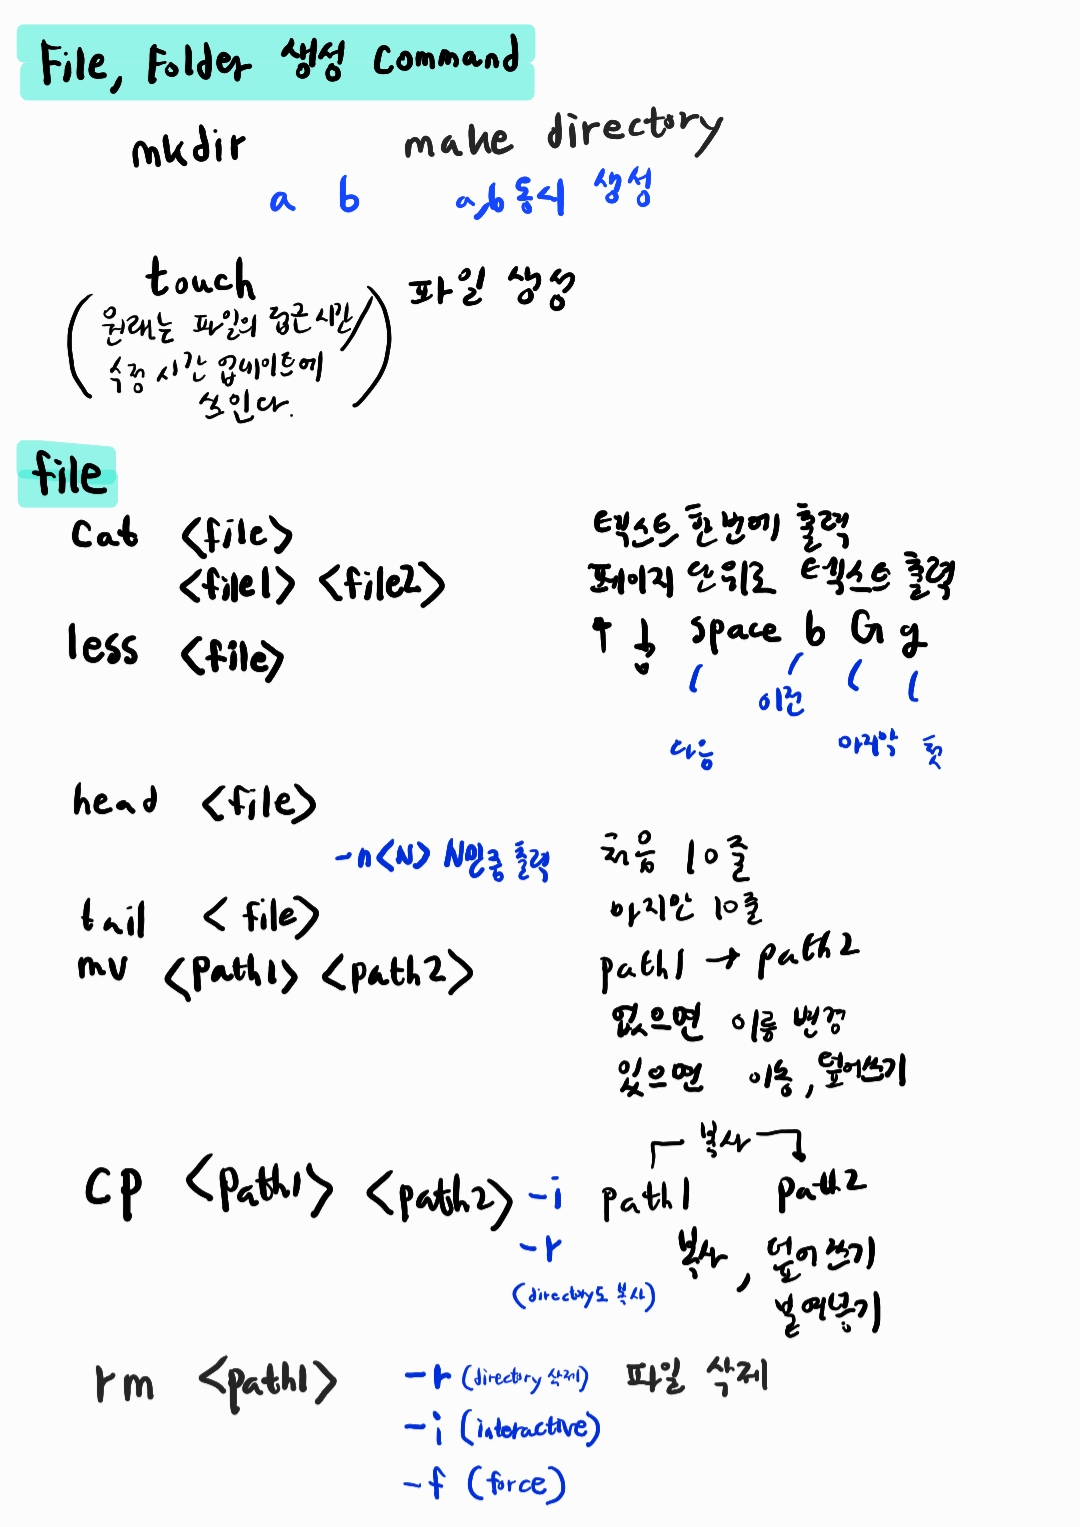 File, Folder 생성 Command
mkdir make directory
a b a,b 동시 생성
touch 파일 생성
(원래는 파일의 접근 시간/
수정 시간 업데이트에
쓰인다.)
file
cat <file> 텍스트 한번에 출력
<file1> <file2> 페이지 단위로 텍스트 출력
less <file> ↑ ↓ space b G g
이전
다음 마지막 첫
head <file>
-n <N> N만큼 출력 처음 10줄
tail <file> 마지막 10줄
mv <path1> <path2> path1 → path2
없으면 이름 변경
있으면 이동, 덮어쓰기
복사
cp <path1> <path2> -i path1 path2
-r 복사, 덮어쓰기
(directory도 복사) 붙여넣기
rm <path1> -r (directory 삭제) 파일 삭제
-i (interactive)
-f (force)